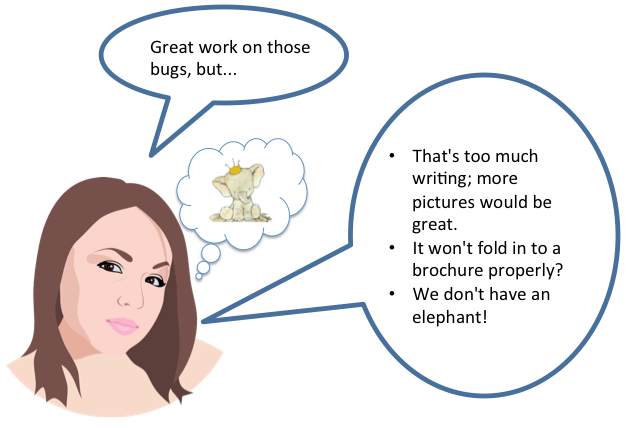 Great work on those
bugs, but...
• That's too much
writing; more
pictures would be
great.
• It won't fold in to a
brochure properly?
• We don't have an
elephant!